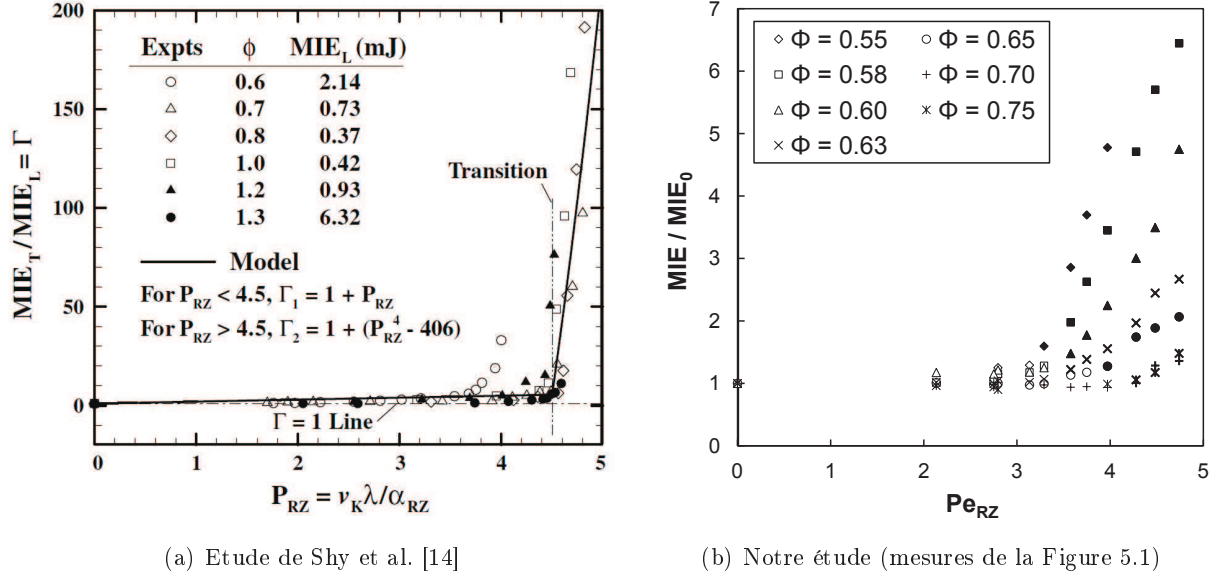 200
150
100
50
0
0 1 2 3 4 5
MIE_T/MIE_L = Γ
P_RZ = v_K λ/α_RZ
Expts ϕ MIE_L (mJ)
0.6 2.14
0.7 0.73
0.8 0.37
1.0 0.42
1.2 0.93
1.3 6.32
Model
For P_RZ < 4.5, Γ_1 = 1 + P_RZ
For P_RZ > 4.5, Γ_2 = 1 + (P_RZ^4 - 406)
Transition
Γ = 1 Line
(a) Etude de Shy et al. [14]
7
6
5
4
3
2
1
0
0 1 2 3 4 5
MIE / MIE_0
Pe_RZ
Φ = 0.55 Φ = 0.65
Φ = 0.58 Φ = 0.70
Φ = 0.60 Φ = 0.75
Φ = 0.63
(b) Notre étude (mesures de la Figure 5.1)